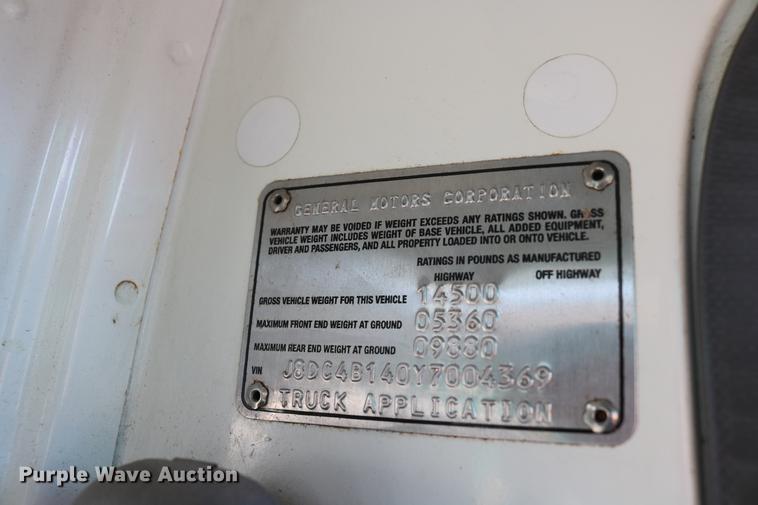 GENERAL MOTORS CORPORATION
WARRANTY MAY BE VOIDED IF WEIGHT EXCEEDS ANY RATINGS SHOWN. GROSS
VEHICLE WEIGHT INCLUDES WEIGHT OF BASE VEHICLE, ALL ADDED EQUIPMENT,
DRIVER AND PASSENGERS, AND ALL PROPERTY LOADED INTO OR ONTO VEHICLE.
RATINGS IN POUNDS AS MANUFACTURED
HIGHWAY OFF HIGHWAY
GROSS VEHICLE WEIGHT FOR THIS VEHICLE 14500
MAXIMUM FRONT END WEIGHT AT GROUND 05360
MAXIMUM REAR END WEIGHT AT GROUND 09880
VIN J8DC4B140Y7004369
TRUCK APPLICATION
Purple Wave Auction